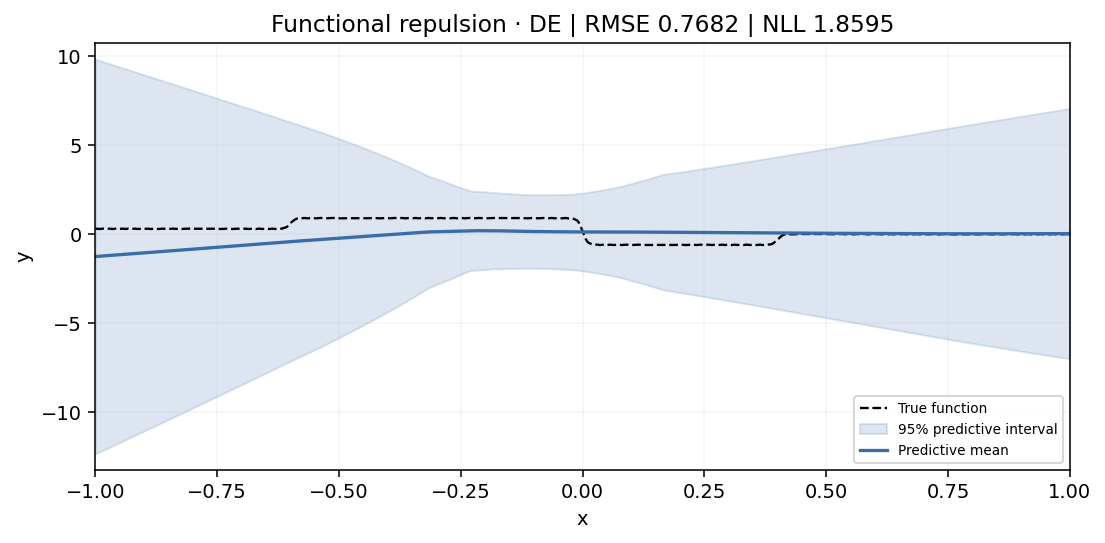 Functional repulsion · DE | RMSE 0.7682 | NLL 1.8595
y
10
5
0
−5
−10
True function
95% predictive interval
Predictive mean
−1.00 −0.75 −0.50 −0.25 0.00 0.25 0.50 0.75 1.00
x